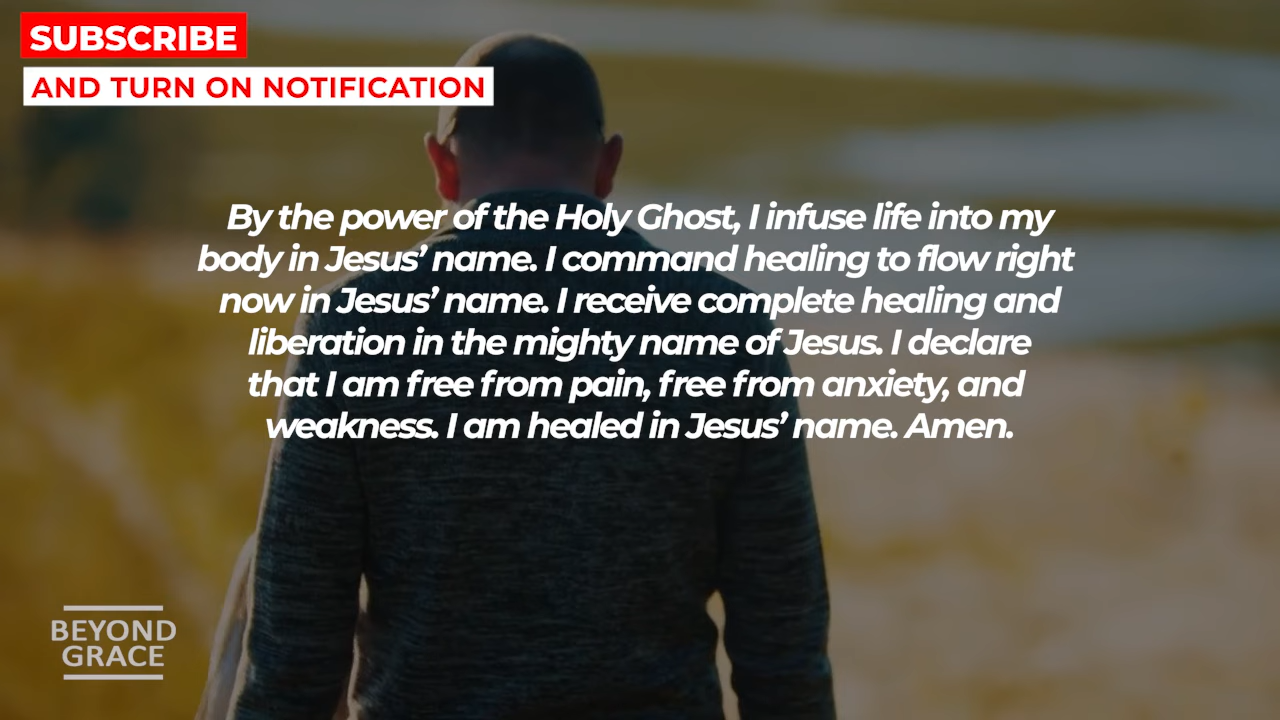 SUBSCRIBE
AND TURN ON NOTIFICATION
By the power of the Holy Ghost, I infuse life into my
body in Jesus’ name. I command healing to flow right
now in Jesus’ name. I receive complete healing and
liberation in the mighty name of Jesus. I declare
that I am free from pain, free from anxiety, and
weakness. I am healed in Jesus’ name. Amen.
BEYOND
GRACE